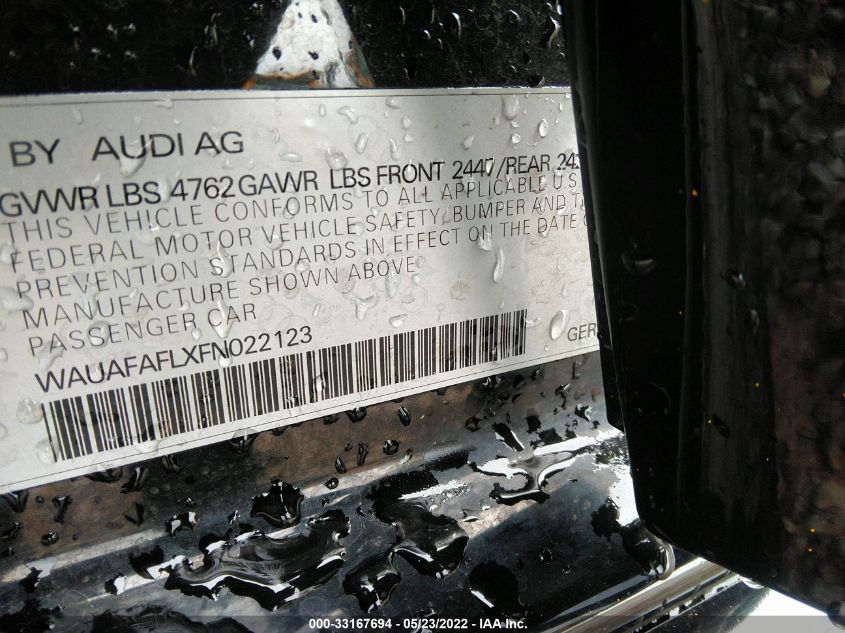 BY AUDI AG
GVWR LBS 4762 GAWR LBS FRONT 2447/REAR 242
THIS VEHICLE CONFORMS TO ALL APPLICABLE U.S
FEDERAL MOTOR VEHICLE SAFETY, BUMPER AND T
PREVENTION STANDARDS IN EFFECT ON THE DATE O
MANUFACTURE SHOWN ABOVE
PASSENGER CAR
WAUAFAFLXFN022123
GER
000-33167694 - 05/23/2022 - IAA Inc.